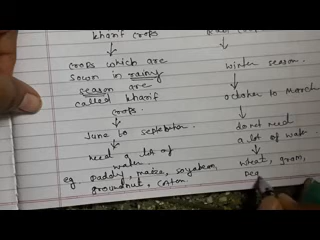 kharif crops
crops which are
sown in rainy
season are
called kharif
crops.
June to september
need a lot of
water
eg. Paddy, maize, soyabean,
groundnut, cotton.
winter season.
october to March
do not need
a lot of water
wheat, gram,
pea